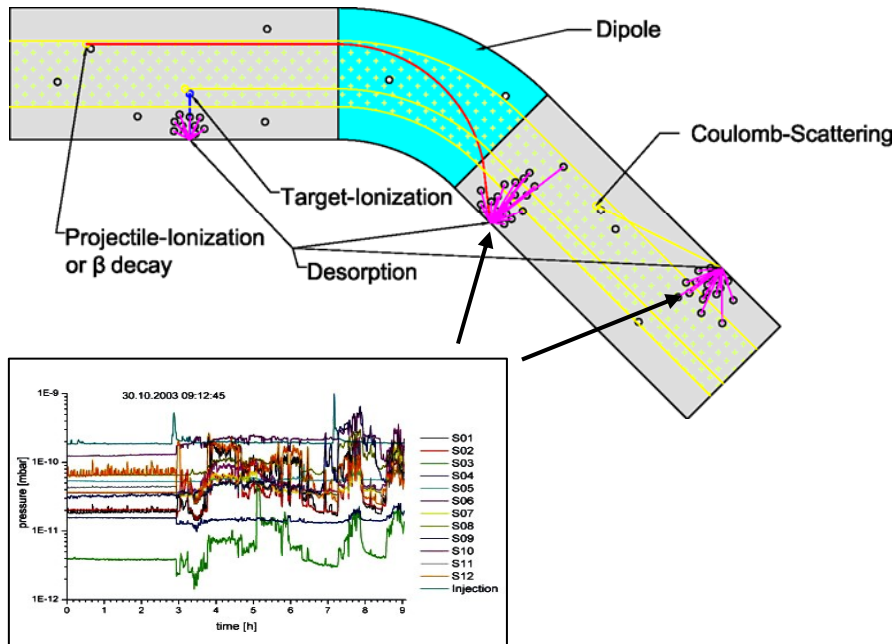 Dipole
Coulomb-Scattering
Target-Ionization
Projectile-Ionization
or β decay
Desorption
30.10.2003 09:12:45
1E-9
1E-10
1E-11
1E-12
pressure [mbar]
0 1 2 3 4 5 6 7 8 9
time [h]
S01
S02
S03
S04
S05
S06
S07
S08
S09
S10
S11
S12
Injection